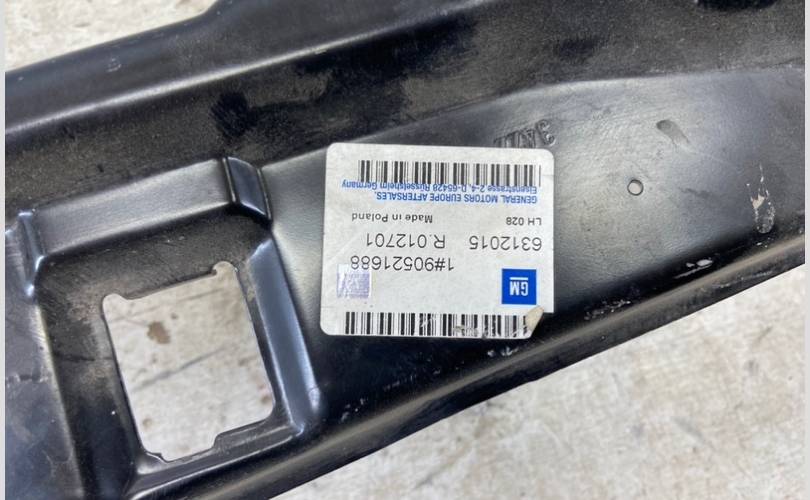 GM
1#90521688
6312015 R.012701
LH 028 Made in Poland
GENERAL MOTORS EUROPE AFTERSALES.
Eisenstrasse 2-4, D-65428 Rüsselsheim Germany